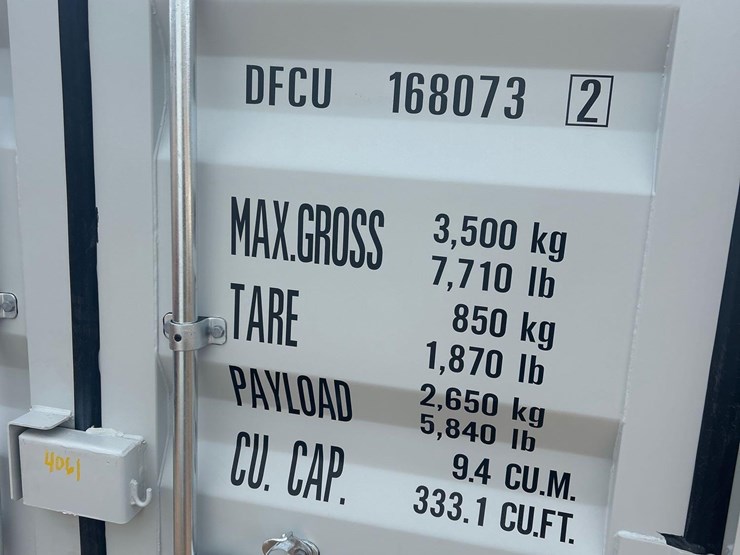 DFCU 168073 2
MAX.GROSS 3,500 kg
7,710 lb
TARE 850 kg
1,870 lb
PAYLOAD 2,650 kg
5,840 lb
CU. CAP. 9.4 CU.M.
333.1 CU.FT.
4061